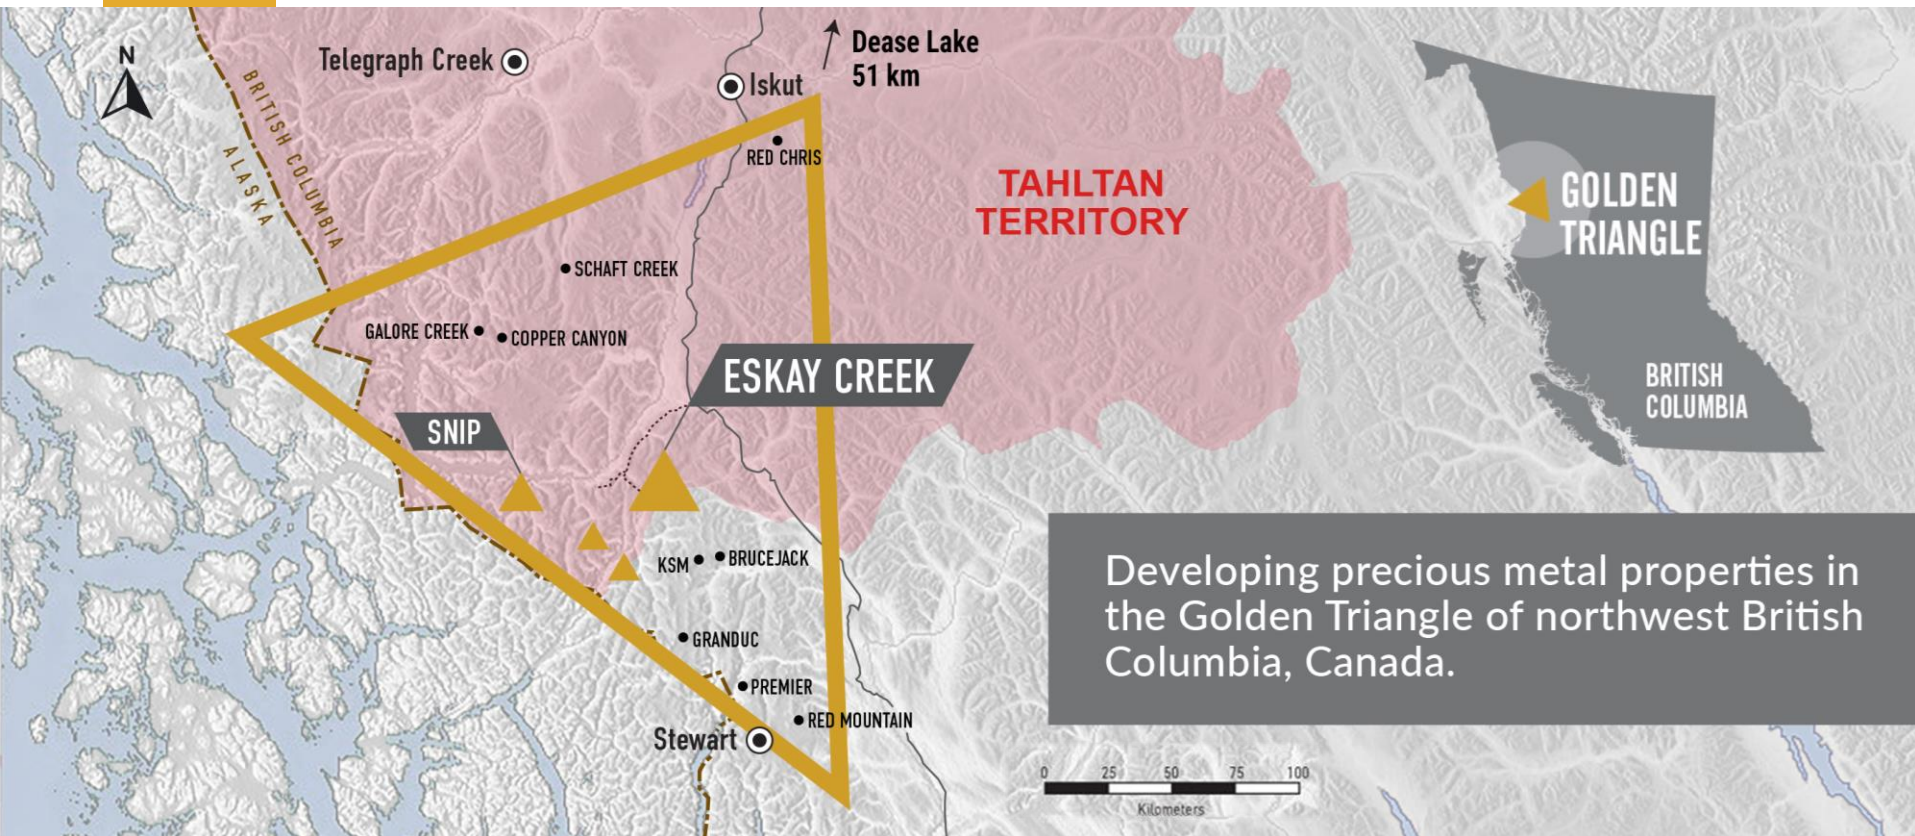 N
Telegraph Creek
Iskut
Dease Lake
51 km
BRITISH COLUMBIA
ALASKA
RED CHRIS
TAHLTAN
TERRITORY
GOLDEN
TRIANGLE
SCHAFT CREEK
GALORE CREEK
COPPER CANYON
ESKAY CREEK
BRITISH
COLUMBIA
SNIP
KSM
BRUCEJACK
Developing precious metal properties in
the Golden Triangle of northwest British
Columbia, Canada.
GRANDUC
PREMIER
RED MOUNTAIN
Stewart
0 25 50 75 100
Kilometers